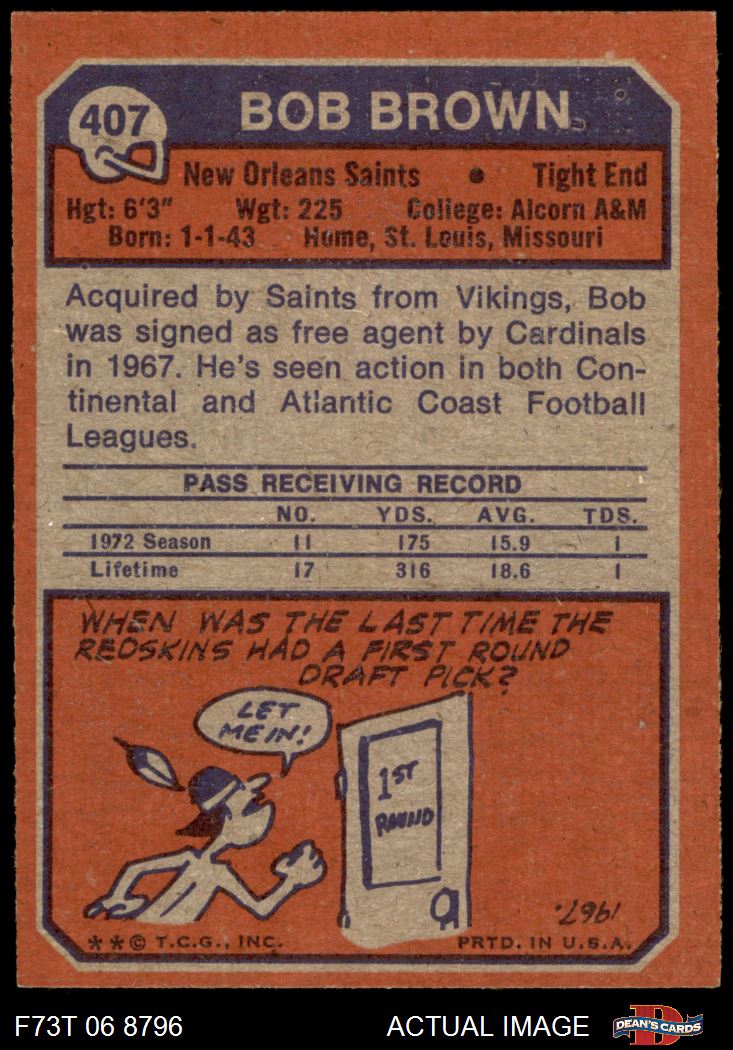 407
BOB BROWN
New Orleans Saints • Tight End
Hgt: 6'3" Wgt: 225 College: Alcorn A&M
Born: 1-1-43 Home, St. Louis, Missouri
Acquired by Saints from Vikings, Bob
was signed as free agent by Cardinals
in 1967. He's seen action in both Con-
tinental and Atlantic Coast Football
Leagues.
PASS RECEIVING RECORD
NO. YDS. AVG. TDS.
1972 Season 11 175 15.9 1
Lifetime 17 316 18.6 1
WHEN WAS THE LAST TIME THE
REDSKINS HAD A FIRST ROUND
DRAFT PICK?
LET
ME IN!
1ST
ROUND
1967.
**© T.C.G., INC. PRTD. IN U.S.A.
F73T 06 8796 ACTUAL IMAGE
D
DEAN'S CARDS